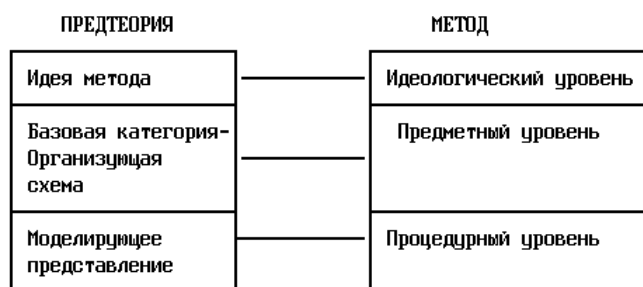 ПРЕДТЕОРИЯ МЕТОД
Идея метода Идеологический уровень
Базовая категория- Предметный уровень
Организующая
схема
Моделирующее Процедурный уровень
представление